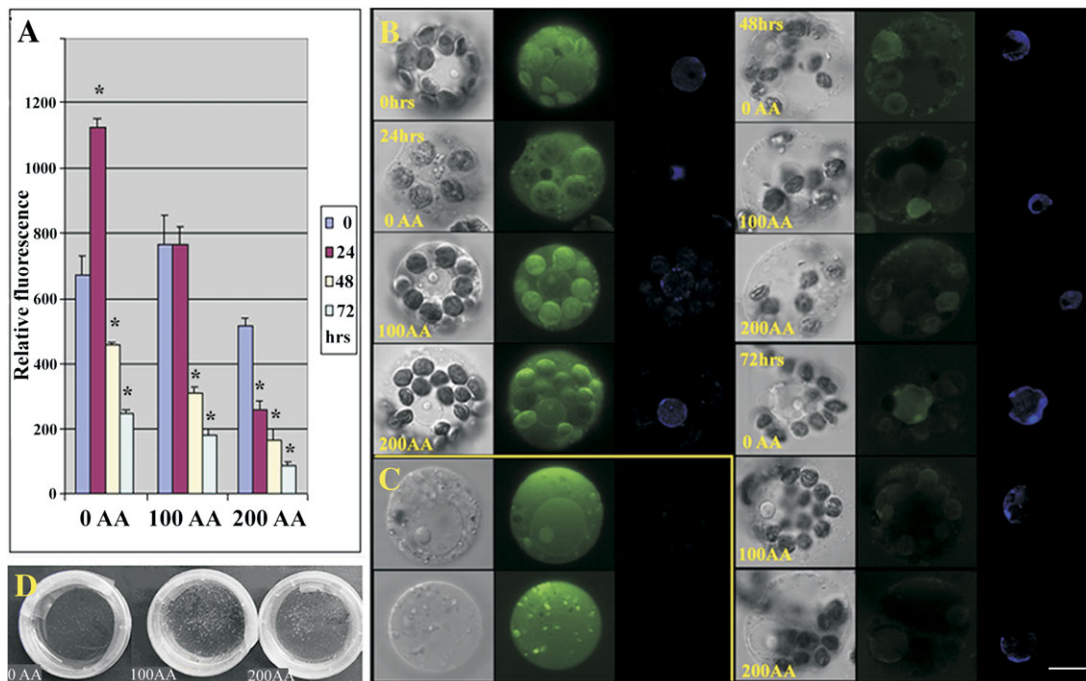 A
1200
1000
800
600
400
200
0
Relative fluorescence
*
*
*
*
*
*
*
*
0
24
48
72
hrs
0 AA 100 AA 200 AA
B
0hrs
24hrs
0 AA
100AA
200AA
C
48hrs
0 AA
100AA
200AA
72hrs
0 AA
100AA
200AA
D
0 AA 100AA 200AA